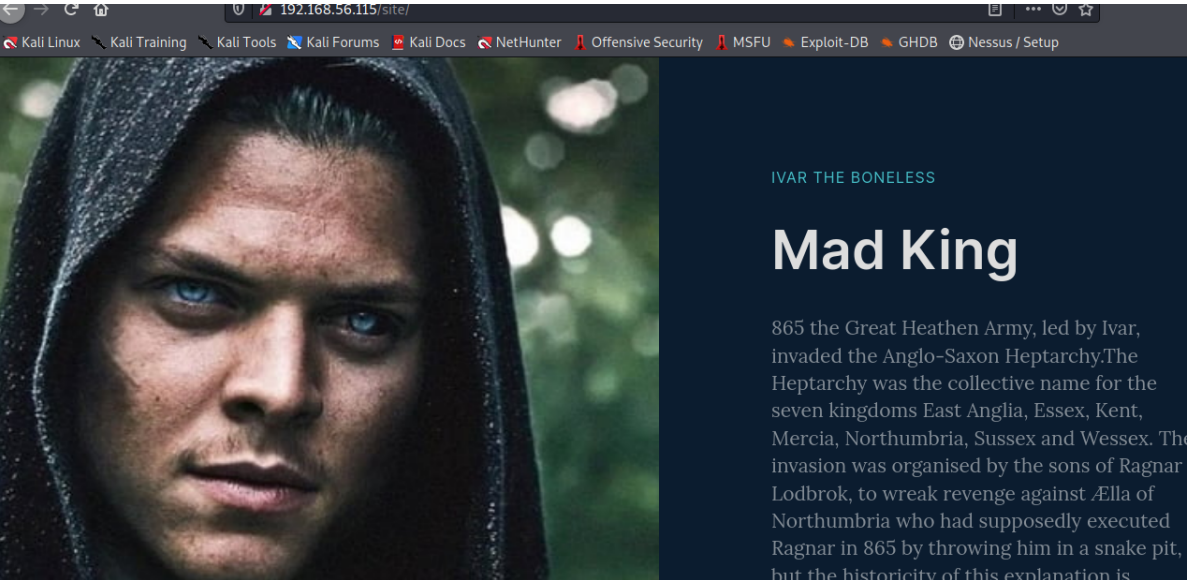 192.168.56.115/site/
Kali Linux Kali Training Kali Tools Kali Forums Kali Docs NetHunter Offensive Security MSFU Exploit-DB GHDB Nessus / Setup
IVAR THE BONELESS
Mad King
865 the Great Heathen Army, led by Ivar,
invaded the Anglo-Saxon Heptarchy.The
Heptarchy was the collective name for the
seven kingdoms East Anglia, Essex, Kent,
Mercia, Northumbria, Sussex and Wessex. The
invasion was organised by the sons of Ragnar
Lodbrok, to wreak revenge against Ælla of
Northumbria who had supposedly executed
Ragnar in 865 by throwing him in a snake pit,
but the historicity of this explanation is